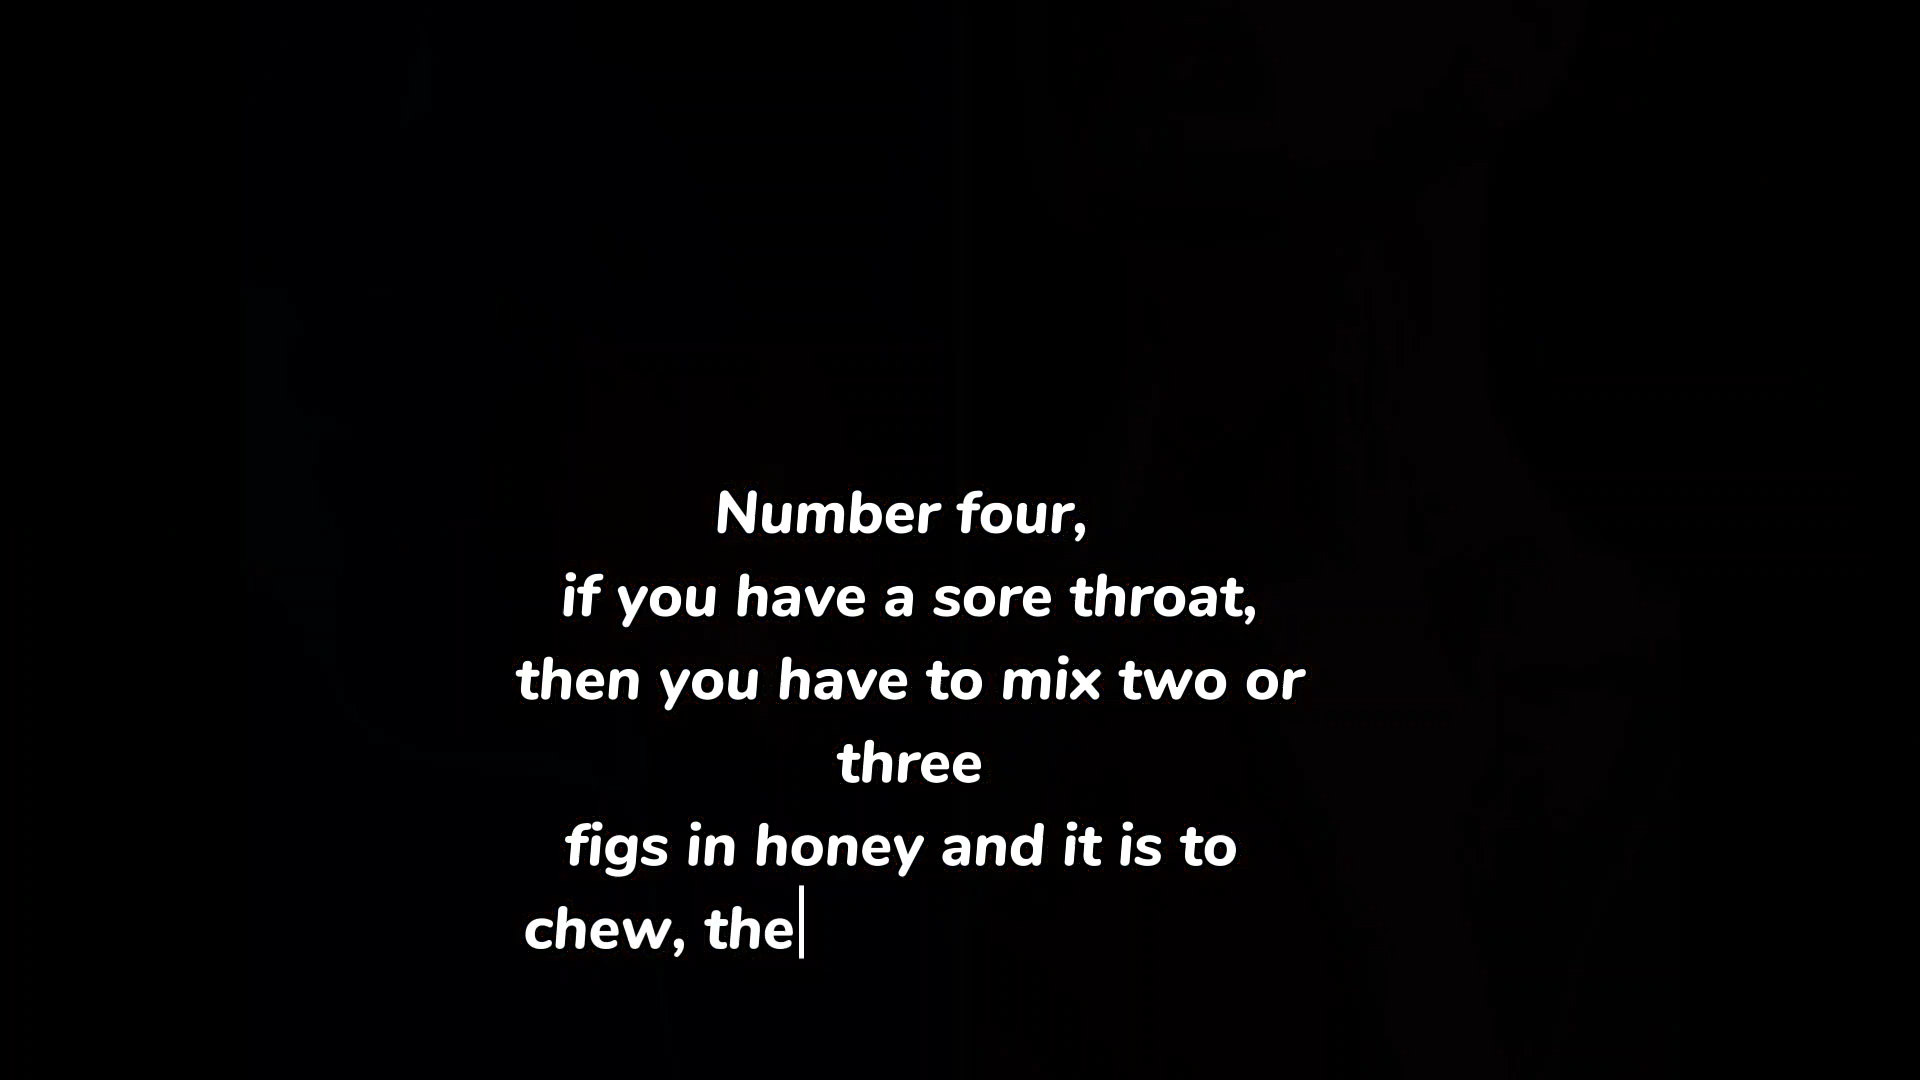 Number four,
if you have a sore throat,
then you have to mix two or
three
figs in honey and it is to
chew, the